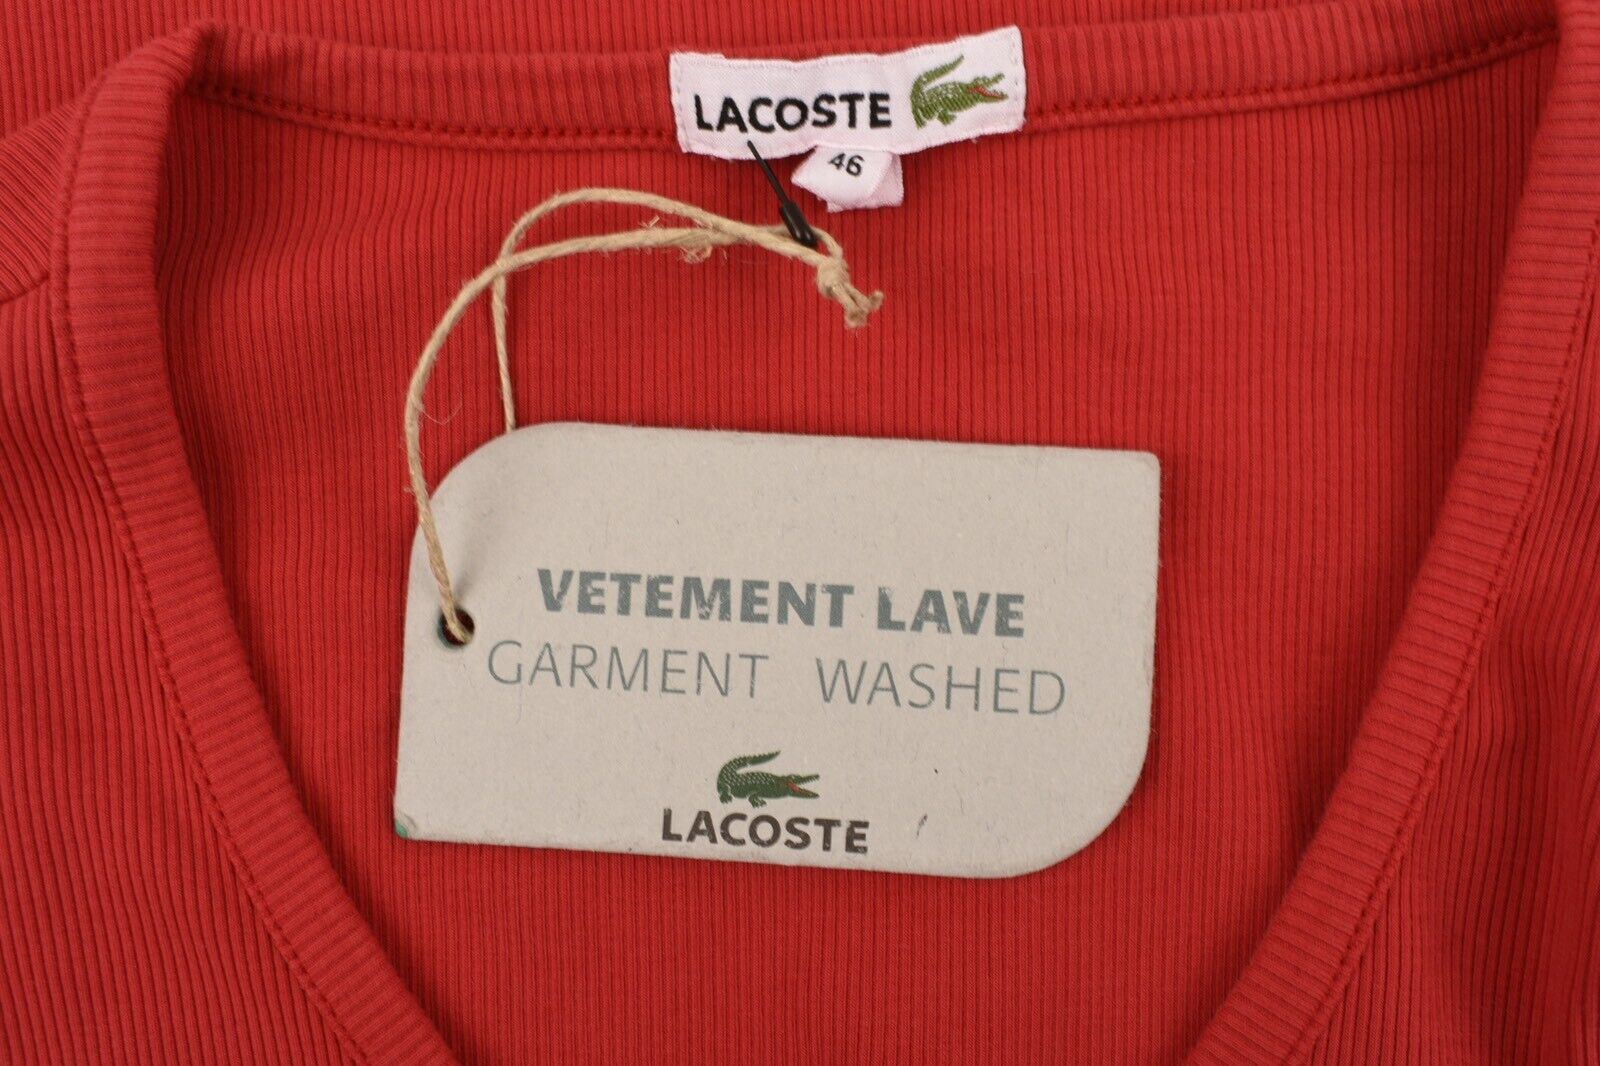 LACOSTE
46
VETEMENT LAVE
GARMENT WASHED
LACOSTE